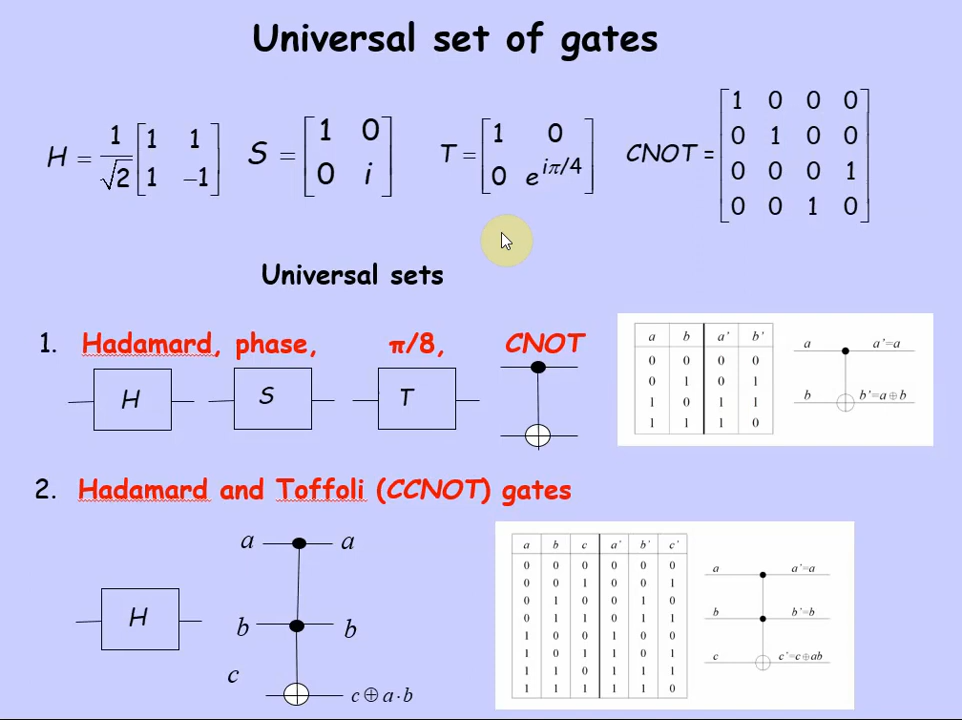 Universal set of gates
H = 1/√2 [1 1; 1 −1]
S = [1 0; 0 i]
T = [1 0; 0 e^{iπ/4}]
CNOT = [1 0 0 0; 0 1 0 0; 0 0 0 1; 0 0 1 0]
Universal sets
1. Hadamard, phase, π/8, CNOT
H S T
a b a' b'
0 0 0 0
0 1 0 1
1 0 1 1
1 1 1 0
a a'=a
b b'=a⊕b
2. Hadamard and Toffoli (CCNOT) gates
H
a a
b b
c c⊕a·b
a b c a' b' c'
0 0 0 0 0 0
0 0 1 0 0 1
0 1 0 0 1 0
0 1 1 0 1 1
1 0 0 1 0 0
1 0 1 1 0 1
1 1 0 1 1 1
1 1 1 1 1 0
a a'=a
b b'=b
c c'=c⊕ab